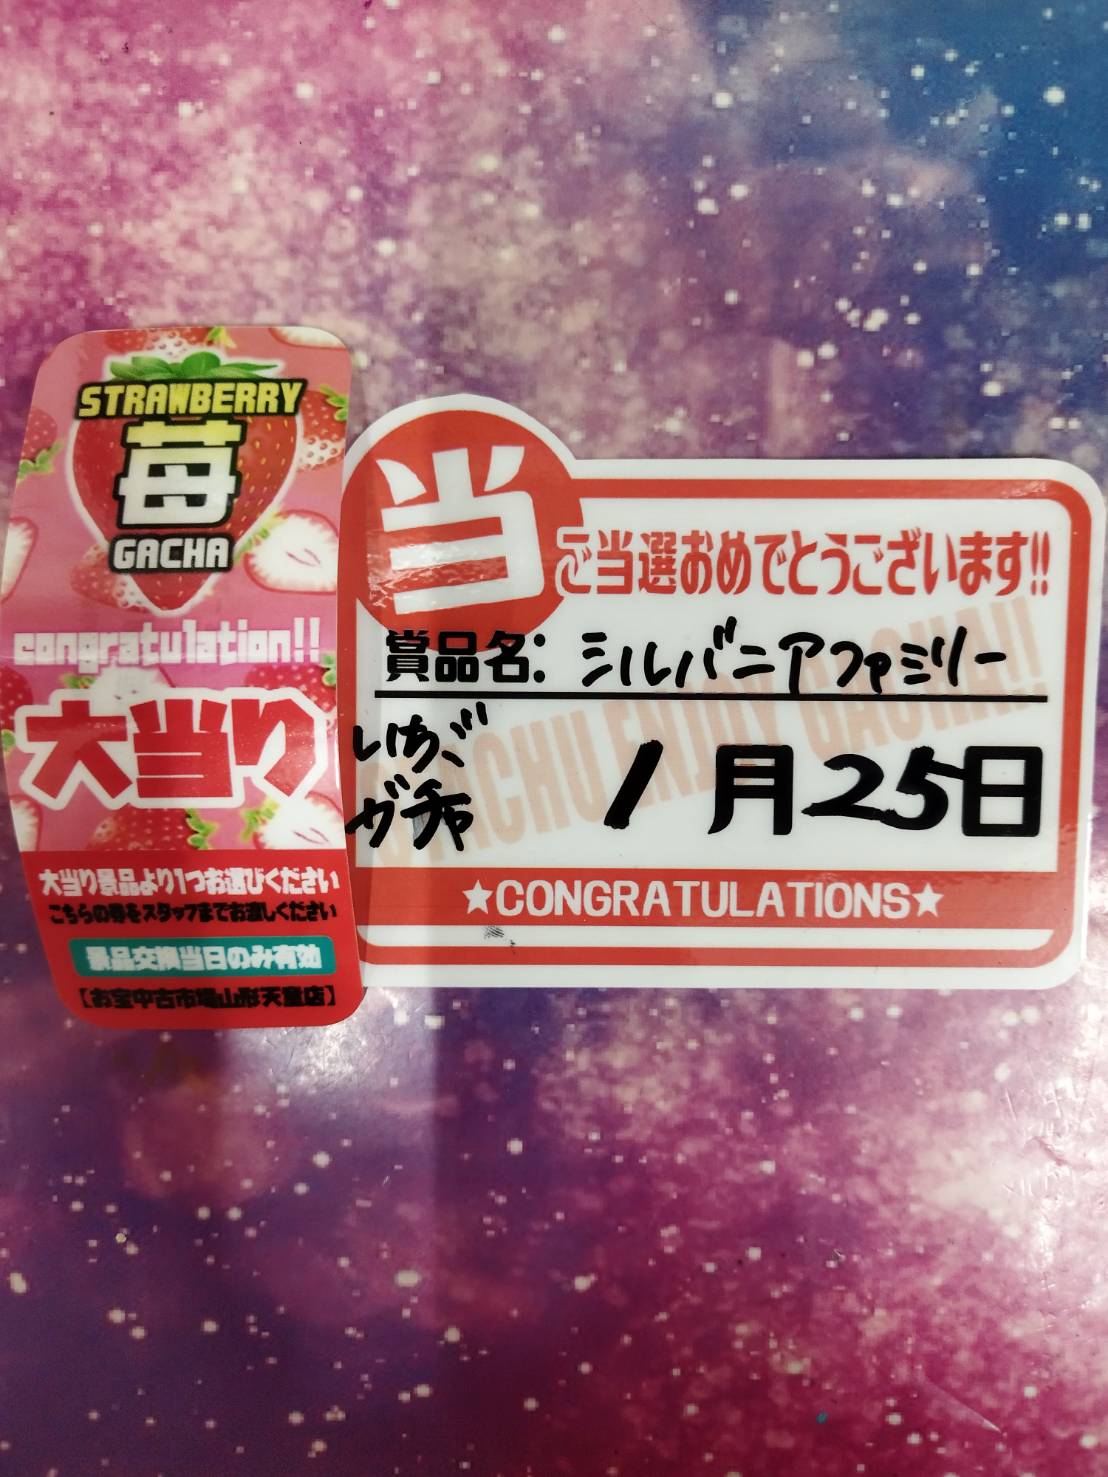 STRAWBERRY
苺
GACHA
congratulation!!
大当り
大当り景品より1つお選びください
こちらの券をスタッフまでお渡しください
景品交換当日のみ有効
【お宝中古市場山形天童店】
当
ご当選おめでとうございます!!
賞品名: シルバニアファミリー
いちご
ガチャ
1月25日
GACHA!!
GACHU ENJOY
★CONGRATULATIONS★